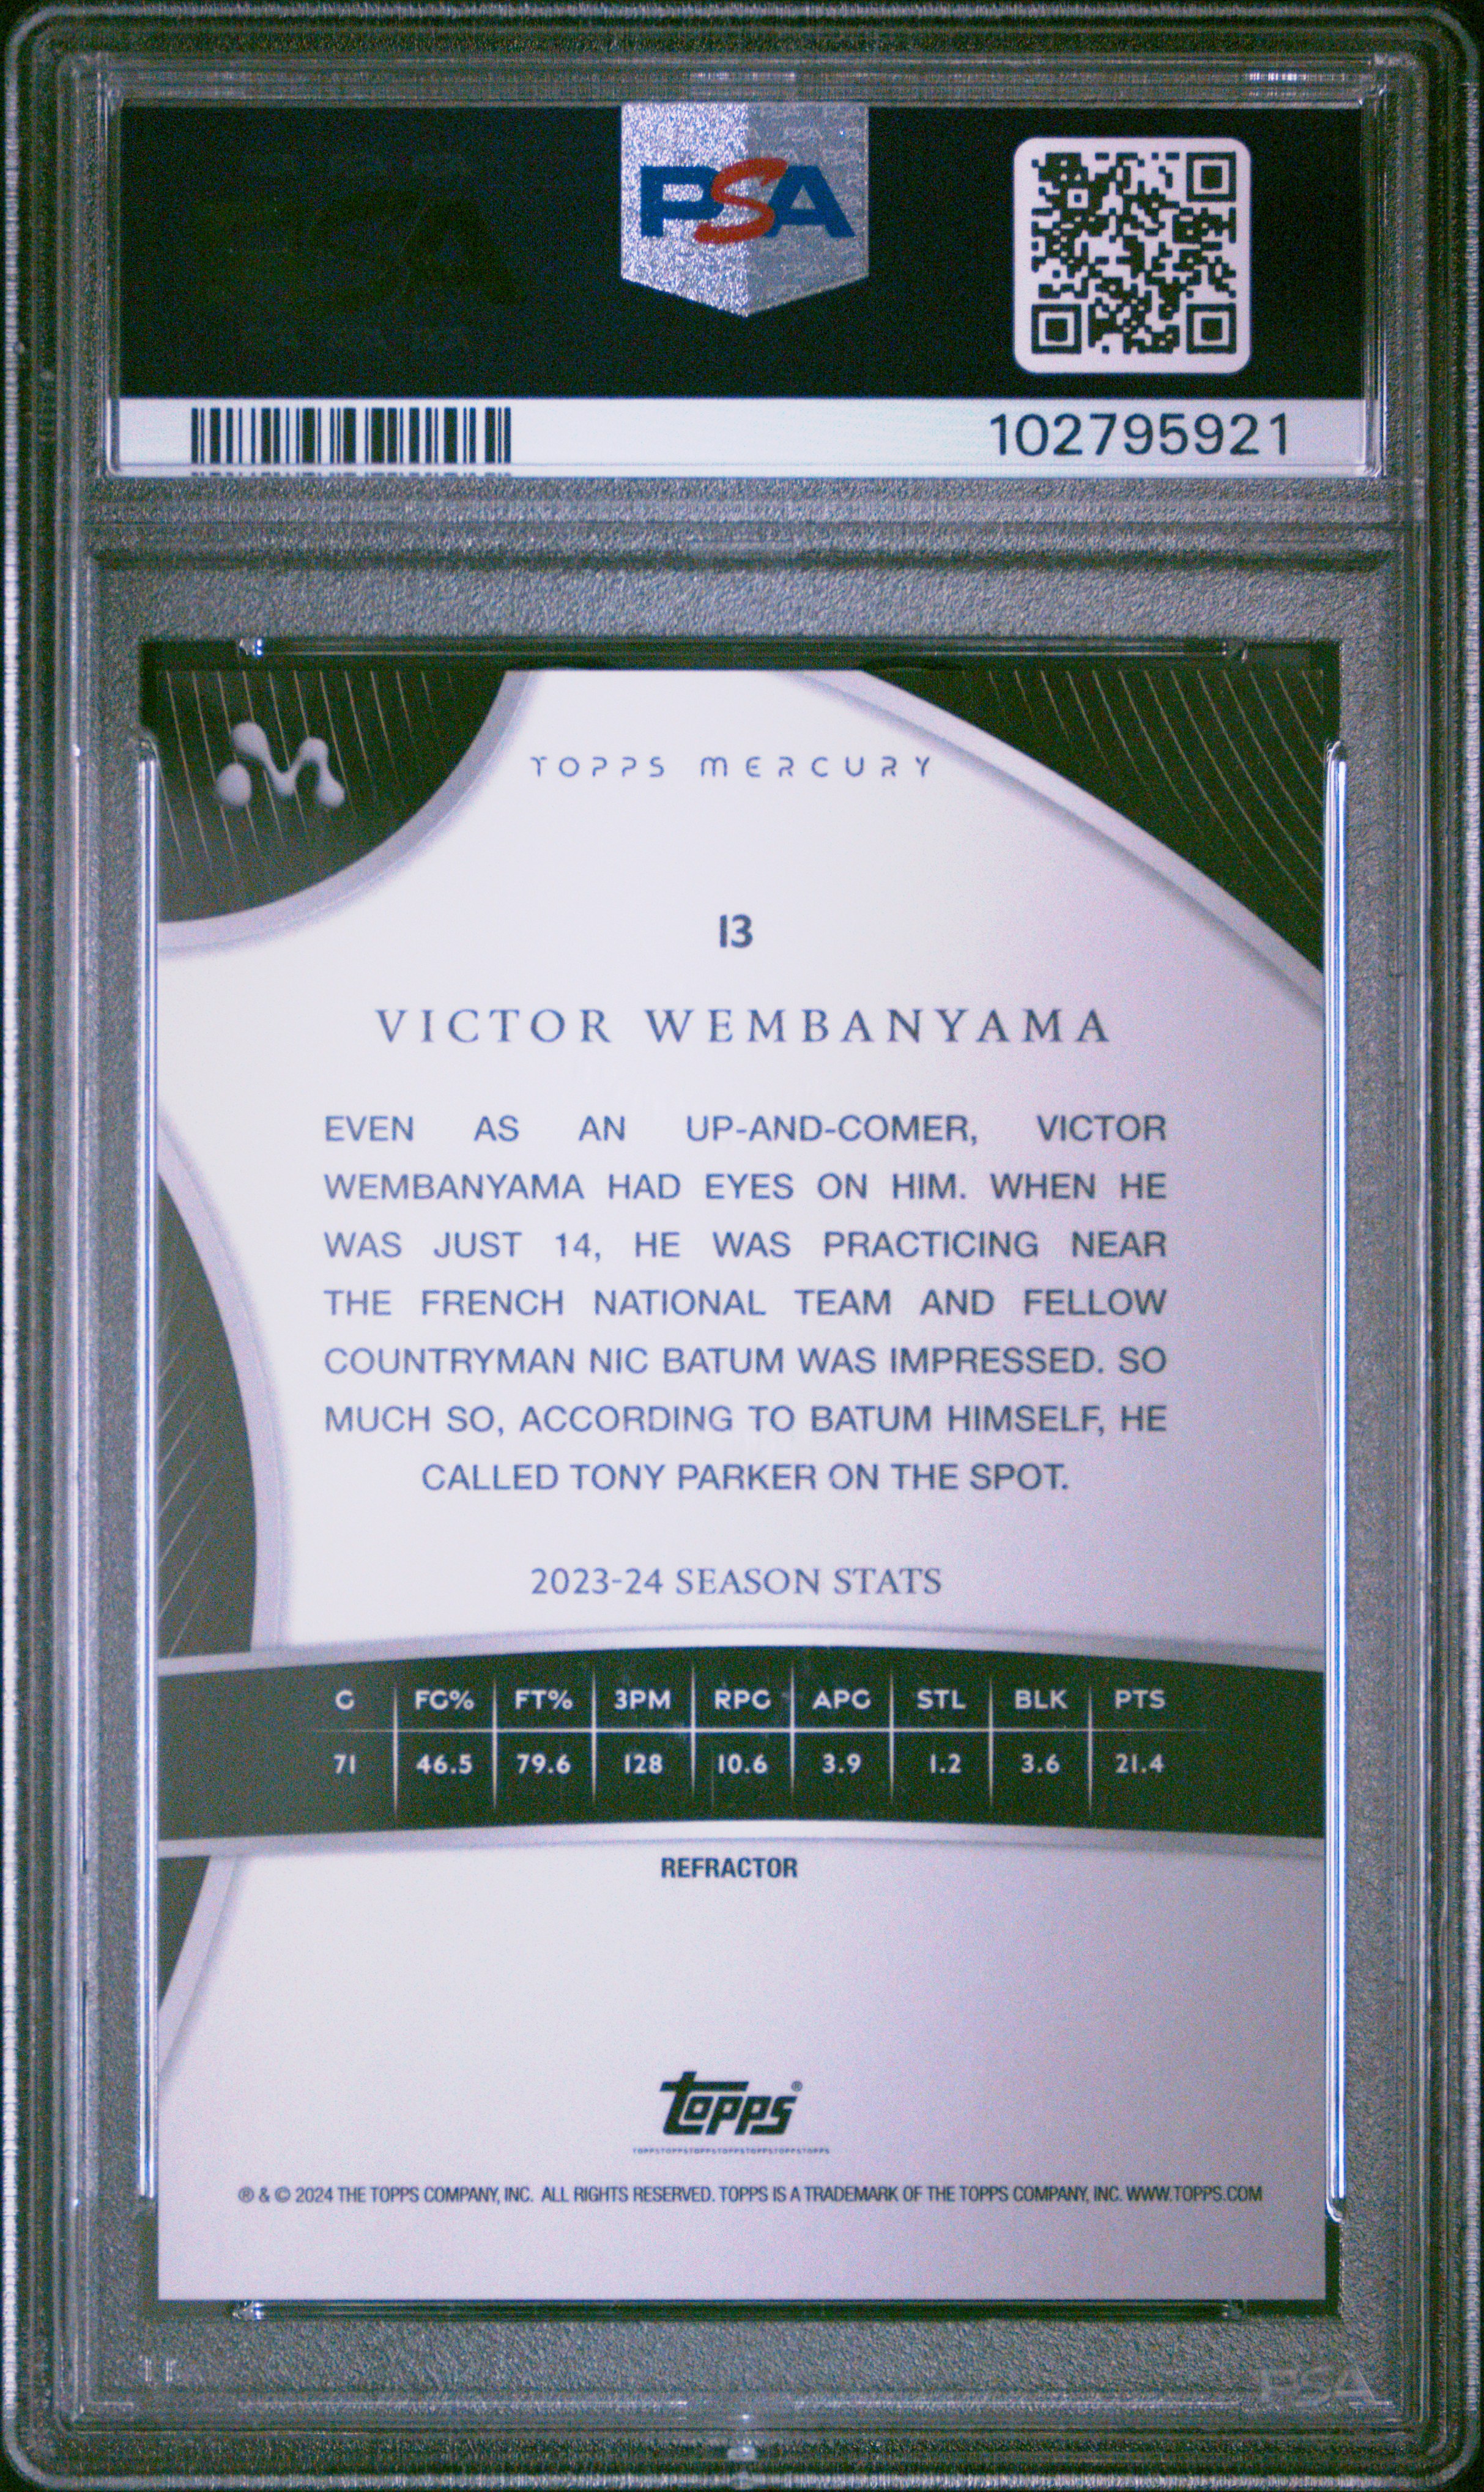 PSA
102795921
TOPPS MERCURY
13
VICTOR WEMBANYAMA
EVEN AS AN UP-AND-COMER, VICTOR
WEMBANYAMA HAD EYES ON HIM. WHEN HE
WAS JUST 14, HE WAS PRACTICING NEAR
THE FRENCH NATIONAL TEAM AND FELLOW
COUNTRYMAN NIC BATUM WAS IMPRESSED. SO
MUCH SO, ACCORDING TO BATUM HIMSELF, HE
CALLED TONY PARKER ON THE SPOT.
2023-24 SEASON STATS
G FG% FT% 3PM RPG APG STL BLK PTS
71 46.5 79.6 128 10.6 3.9 1.2 3.6 21.4
REFRACTOR
topps®
TOPPSTOPPSTOPPSTOPPSTOPPSTOPPSTOPPS
® & © 2024 THE TOPPS COMPANY, INC. ALL RIGHTS RESERVED. TOPPS IS A TRADEMARK OF THE TOPPS COMPANY, INC. WWW.TOPPS.COM
PSA